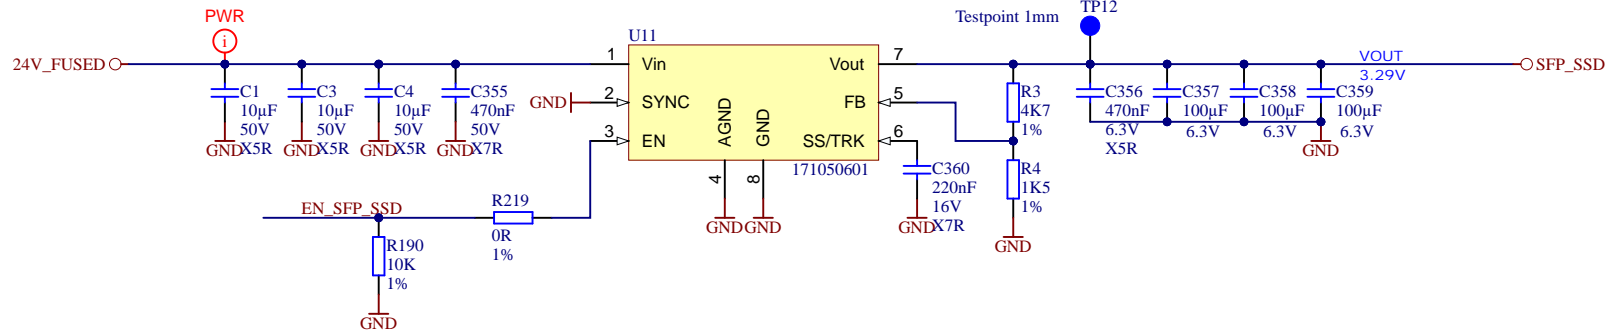 PWR
i
24V_FUSED
C1
10µF
50V
X5R
GND
C3
10µF
50V
X5R
GND
C4
10µF
50V
X5R
GND
C355
470nF
50V
X7R
GND
U11
1
Vin
GND
2
SYNC
3
EN
AGND
GND
4
8
GND
GND
Vout
7
FB
5
SS/TRK
6
171050601
C360
220nF
16V
X7R
GND
EN_SFP_SSD
R219
0R
1%
R190
10K
1%
GND
Testpoint 1mm
TP12
R3
4K7
1%
R4
1K5
1%
GND
C356
470nF
6.3V
X5R
C357
100µF
6.3V
C358
100µF
6.3V
C359
100µF
6.3V
GND
VOUT
3.29V
SFP_SSD